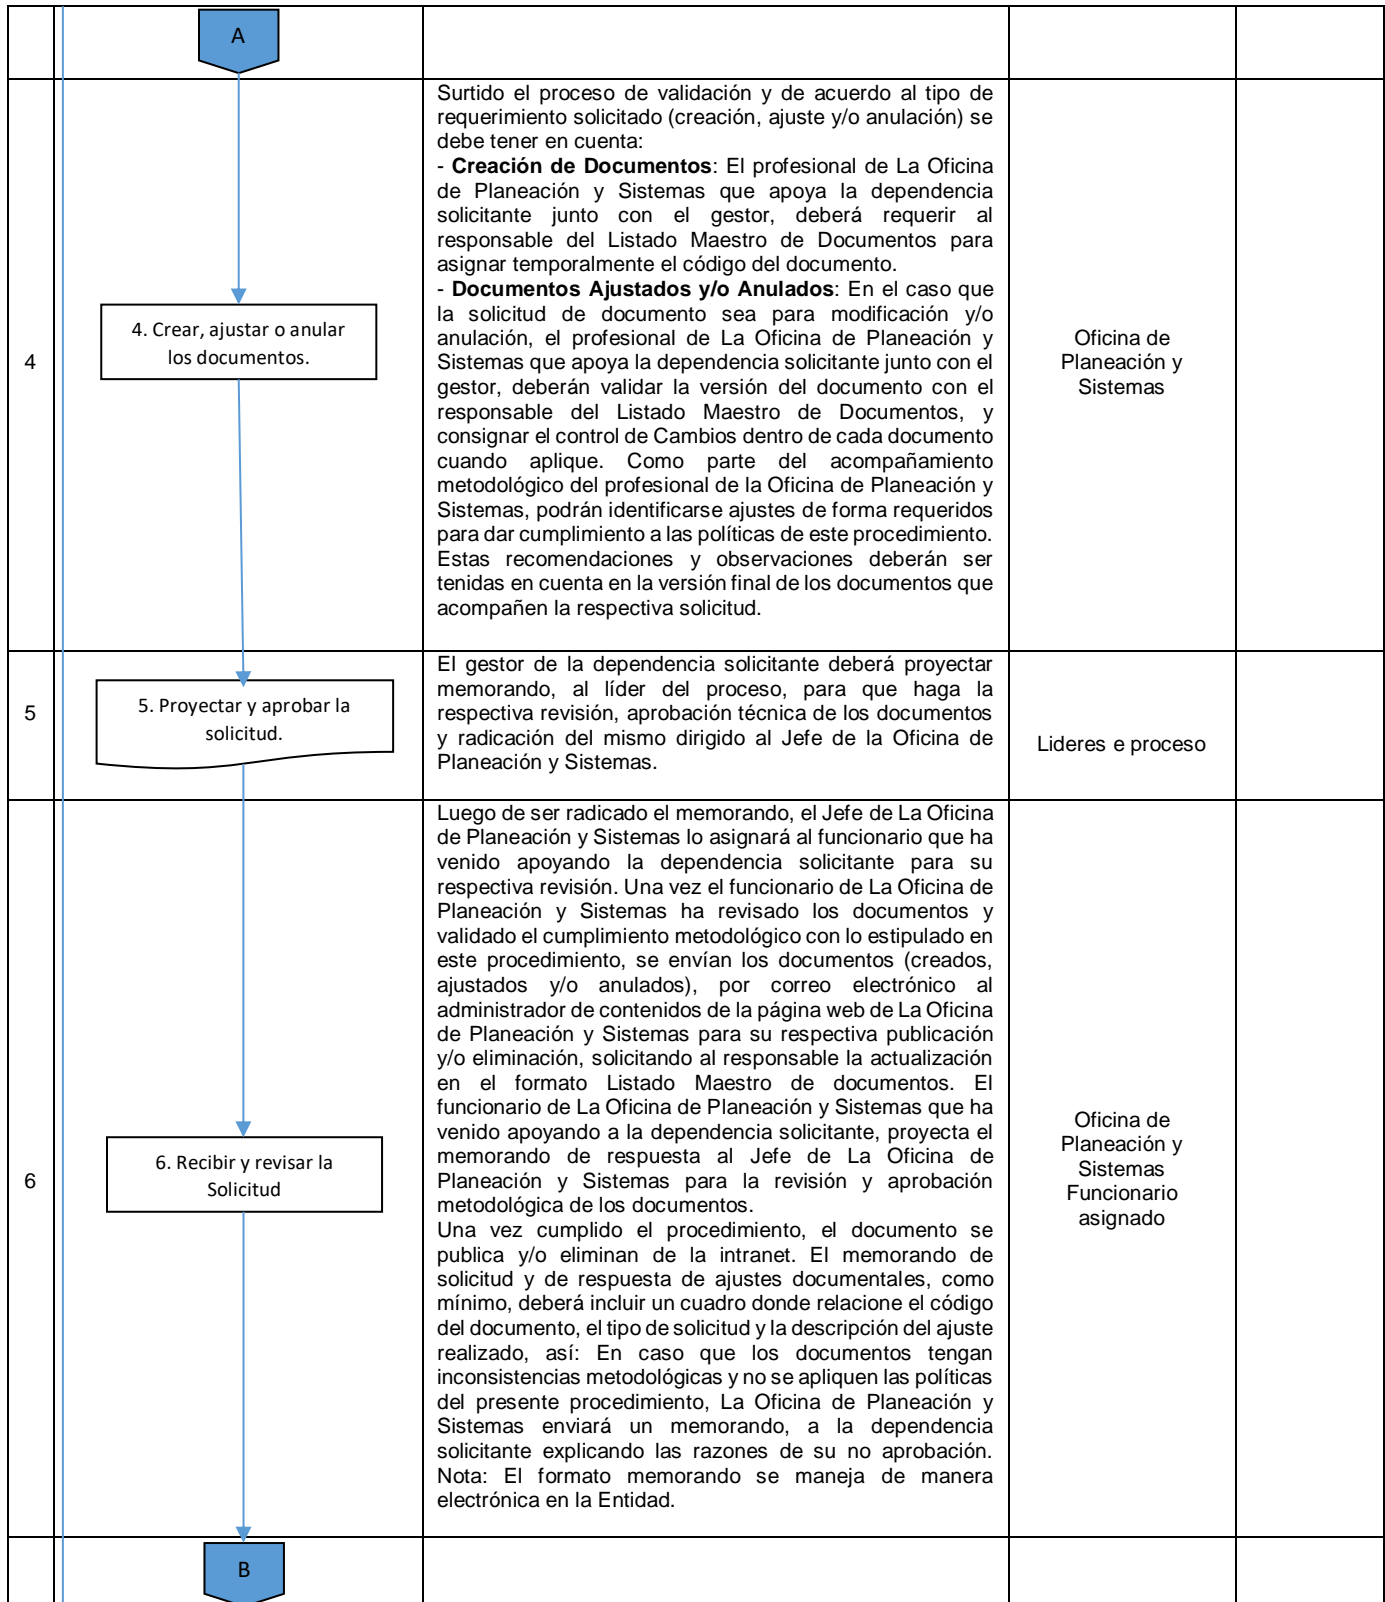 A
4
4. Crear, ajustar o anular
los documentos.
Surtido el proceso de validación y de acuerdo al tipo de
requerimiento solicitado (creación, ajuste y/o anulación) se
debe tener en cuenta:
- Creación de Documentos: El profesional de La Oficina
de Planeación y Sistemas que apoya la dependencia
solicitante junto con el gestor, deberá requerir al
responsable del Listado Maestro de Documentos para
asignar temporalmente el código del documento.
- Documentos Ajustados y/o Anulados: En el caso que
la solicitud de documento sea para modificación y/o
anulación, el profesional de La Oficina de Planeación y
Sistemas que apoya la dependencia solicitante junto con el
gestor, deberán validar la versión del documento con el
responsable del Listado Maestro de Documentos, y
consignar el control de Cambios dentro de cada documento
cuando aplique. Como parte del acompañamiento
metodológico del profesional de la Oficina de Planeación y
Sistemas, podrán identificarse ajustes de forma requeridos
para dar cumplimiento a las políticas de este procedimiento.
Estas recomendaciones y observaciones deberán ser
tenidas en cuenta en la versión final de los documentos que
acompañen la respectiva solicitud.
Oficina de
Planeación y
Sistemas
5
5. Proyectar y aprobar la
solicitud.
El gestor de la dependencia solicitante deberá proyectar
memorando, al líder del proceso, para que haga la
respectiva revisión, aprobación técnica de los documentos
y radicación del mismo dirigido al Jefe de la Oficina de
Planeación y Sistemas.
Lideres e proceso
6
6. Recibir y revisar la
Solicitud
Luego de ser radicado el memorando, el Jefe de La Oficina
de Planeación y Sistemas lo asignará al funcionario que ha
venido apoyando la dependencia solicitante para su
respectiva revisión. Una vez el funcionario de La Oficina de
Planeación y Sistemas ha revisado los documentos y
validado el cumplimiento metodológico con lo estipulado en
este procedimiento, se envían los documentos (creados,
ajustados y/o anulados), por correo electrónico al
administrador de contenidos de la página web de La Oficina
de Planeación y Sistemas para su respectiva publicación
y/o eliminación, solicitando al responsable la actualización
en el formato Listado Maestro de documentos. El
funcionario de La Oficina de Planeación y Sistemas que ha
venido apoyando a la dependencia solicitante, proyecta el
memorando de respuesta al Jefe de La Oficina de
Planeación y Sistemas para la revisión y aprobación
metodológica de los documentos.
Una vez cumplido el procedimiento, el documento se
publica y/o eliminan de la intranet. El memorando de
solicitud y de respuesta de ajustes documentales, como
mínimo, deberá incluir un cuadro donde relacione el código
del documento, el tipo de solicitud y la descripción del ajuste
realizado, así: En caso que los documentos tengan
inconsistencias metodológicas y no se apliquen las políticas
del presente procedimiento, La Oficina de Planeación y
Sistemas enviará un memorando, a la dependencia
solicitante explicando las razones de su no aprobación.
Nota: El formato memorando se maneja de manera
electrónica en la Entidad.
Oficina de
Planeación y
Sistemas
Funcionario
asignado
B